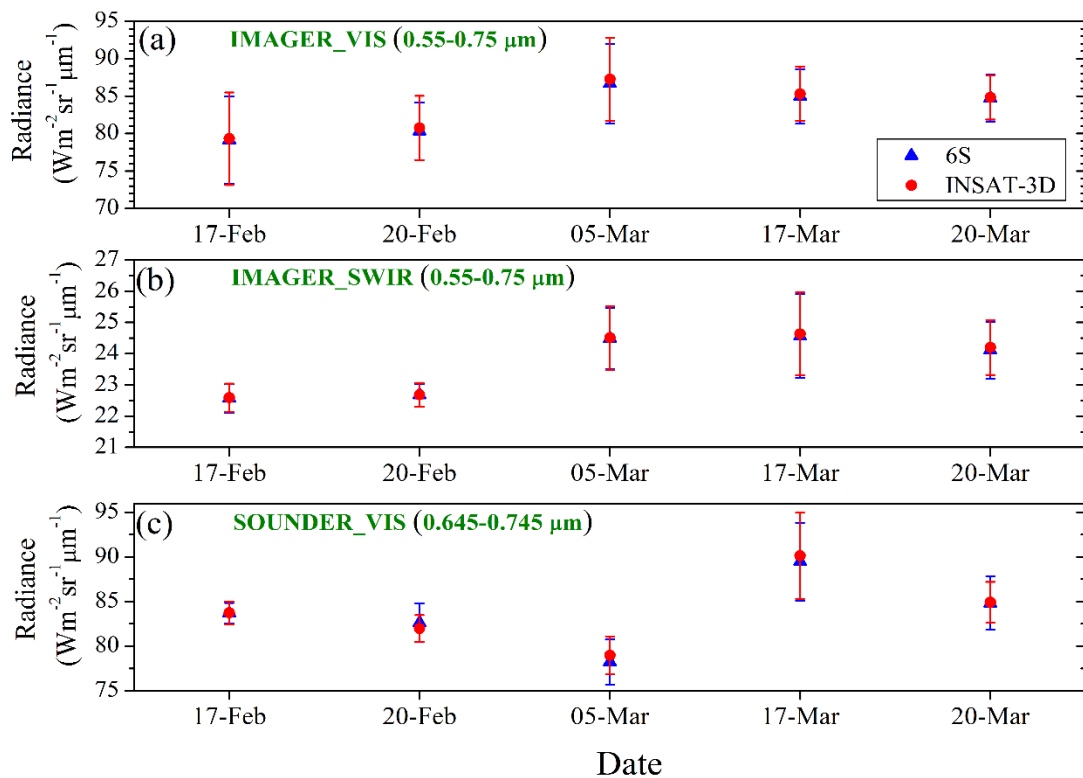 (a) IMAGER_VIS (0.55-0.75 μm)
Radiance
(Wm⁻²sr⁻¹μm⁻¹)
95
90
85
80
75
70
6S
INSAT-3D
17-Feb 20-Feb 05-Mar 17-Mar 20-Mar
(b) IMAGER_SWIR (0.55-0.75 μm)
Radiance
(Wm⁻²sr⁻¹μm⁻¹)
27
26
25
24
23
22
21
17-Feb 20-Feb 05-Mar 17-Mar 20-Mar
(c) SOUNDER_VIS (0.645-0.745 μm)
Radiance
(Wm⁻²sr⁻¹μm⁻¹)
95
90
85
80
75
17-Feb 20-Feb 05-Mar 17-Mar 20-Mar
Date